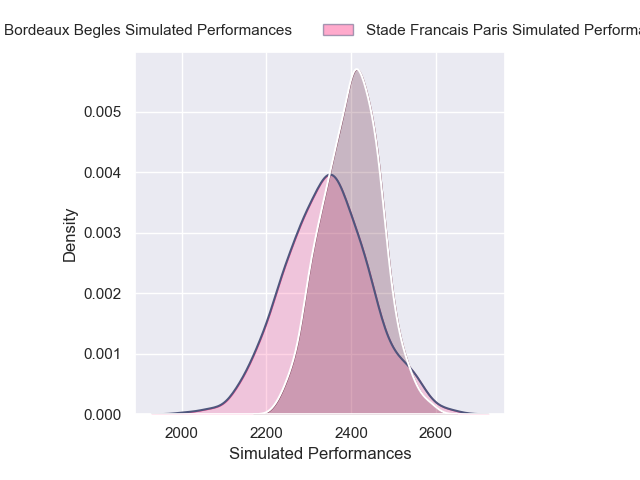 Bordeaux Begles Simulated Performances
Stade Francais Paris Simulated
0.005
0.004
0.003
0.002
0.001
0.000
Density
2000 2200 2400 2600
Simulated Performances